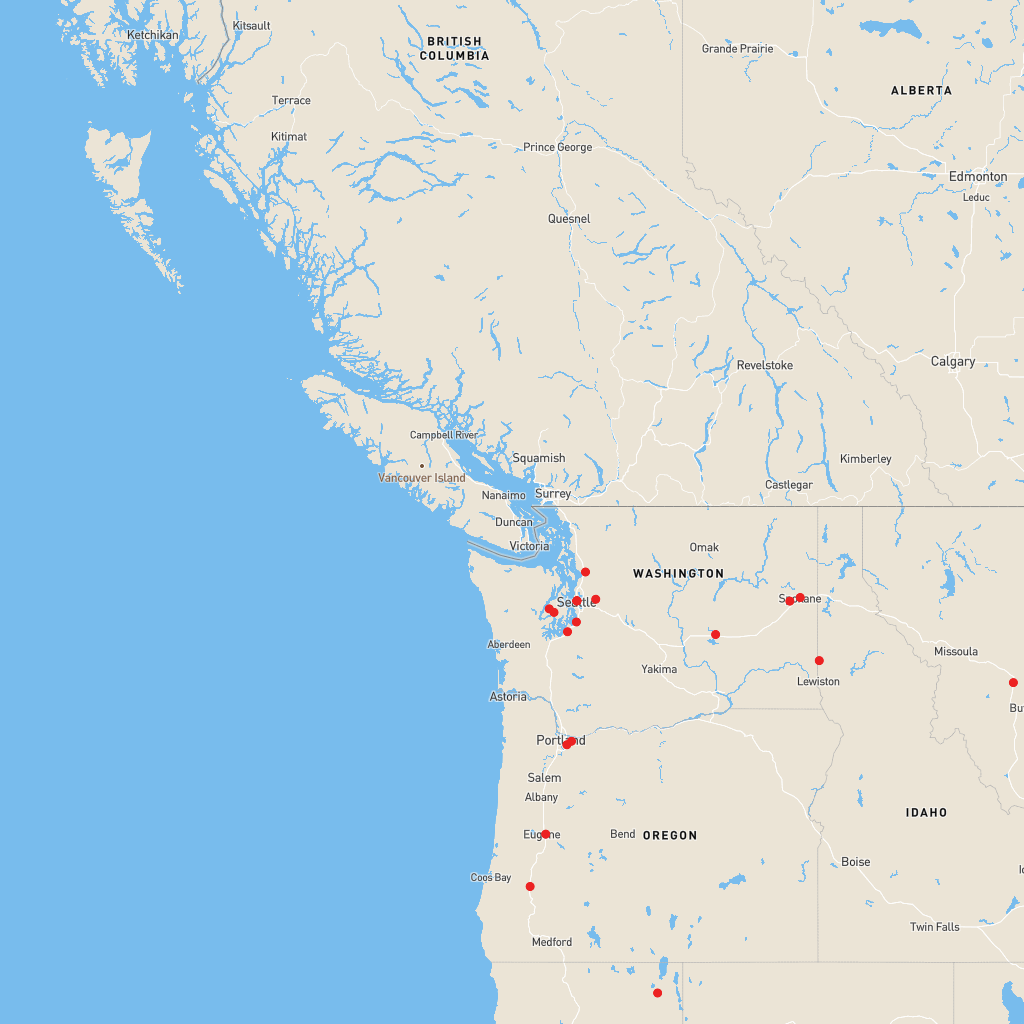 Kitsault
Ketchikan
BRITISH
COLUMBIA
Grande Prairie
ALBERTA
Terrace
Kitimat
Prince George
Edmonton
Leduc
Quesnel
Calgary
Revelstoke
Campbell River
Squamish
Kimberley
Vancouver Island
Castlegar
Nanaimo
Surrey
Duncan
Victoria
Omak
WASHINGTON
Seattle
Spokane
Aberdeen
Missoula
Yakima
Lewiston
Astoria
Bu
Portland
Salem
Albany
IDAHO
Eugene
Bend
OREGON
Boise
Coos Bay
Twin Falls
Medford